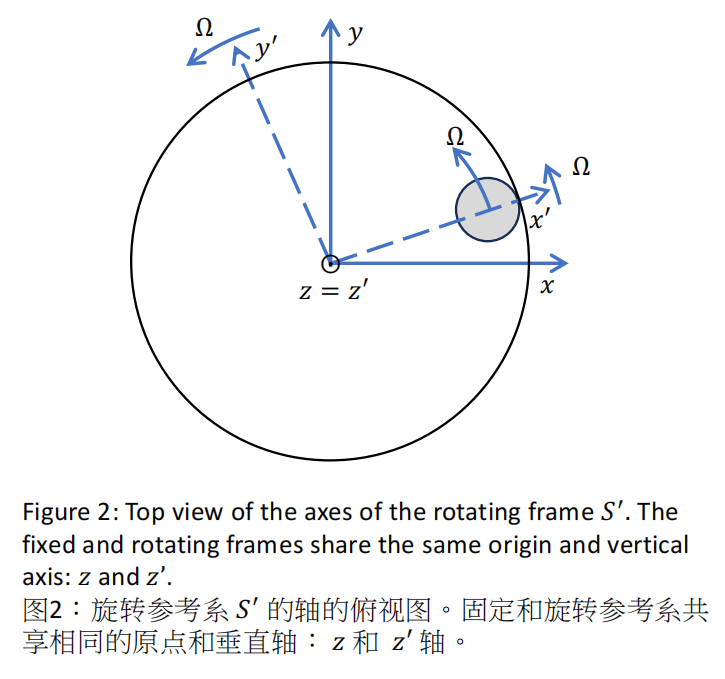 Ω
y′
y
Ω
Ω
x′
z = z′
x
Figure 2: Top view of the axes of the rotating frame S′. The
fixed and rotating frames share the same origin and vertical
axis: z and z’.
图2：旋转参考系 S′ 的轴的俯视图。固定和旋转参考系共
享相同的原点和垂直轴： z 和 z′ 轴。